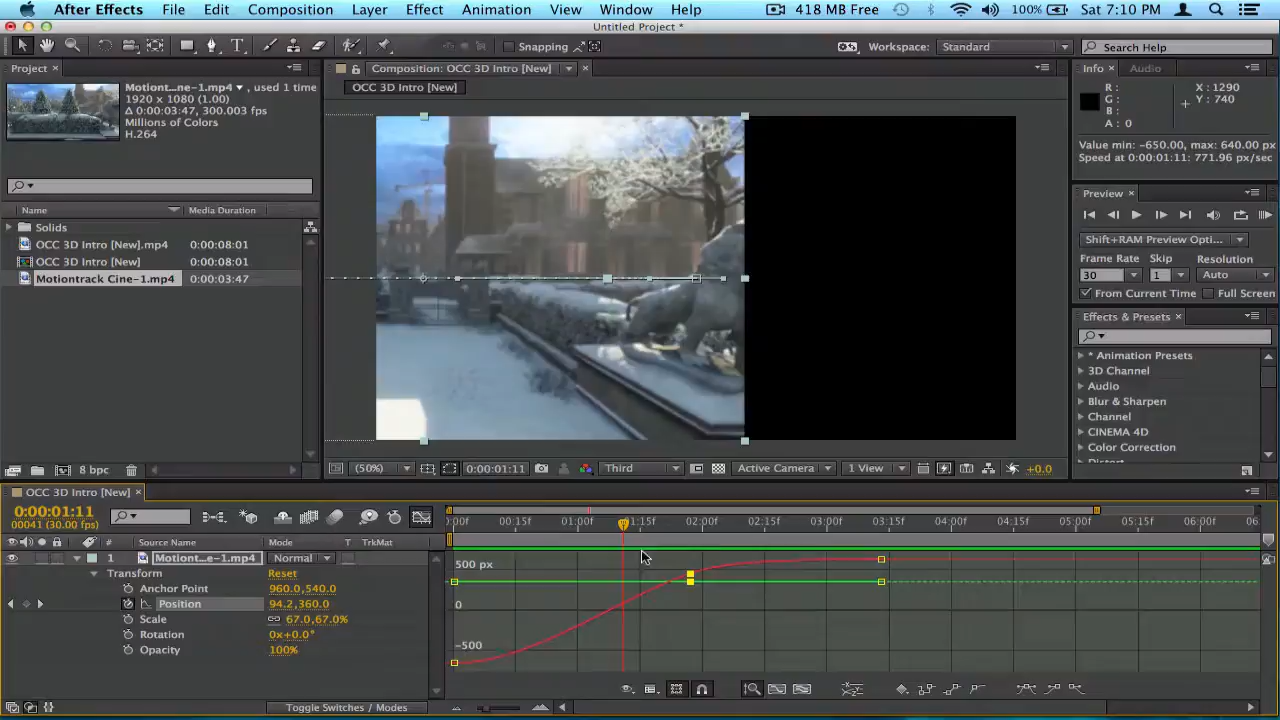 After Effects File Edit Composition Layer Effect Animation View Window Help 418 MB Free 100% Sat 7:10 PM
Untitled Project *
Snapping Workspace: Standard Search Help
Project Composition: OCC 3D Intro [New] Info Audio
Motiont...ne-1.mp4 , used 1 time
1920 x 1080 (1.00)
Δ 0:00:03:47, 300.003 fps
Millions of Colors
H.264
OCC 3D Intro [New]
R : X : 1290
G : Y : 740
B :
A : 0
Value min: -650.00, max: 640.00 px
Speed at 0:00:01:11: 771.96 px/sec
Preview
Shift+RAM Preview Opti...
Frame Rate Skip Resolution
30 1 Auto
From Current Time Full Screen
Name Media Duration
Solids
OCC 3D Intro [New].mp4 0:00:08:01
OCC 3D Intro [New] 0:00:08:01
Motiontrack Cine-1.mp4 0:00:03:47
Effects & Presets
* Animation Presets
3D Channel
Audio
Blur & Sharpen
Channel
CINEMA 4D
Color Correction
Distort
8 bpc
(50%) 0:00:01:11 Third Active Camera 1 View +0.0
OCC 3D Intro [New]
0:00:01:11
00041 (30.00 fps)
:00f 00:15f 01:00f 01:15f 02:00f 02:15f 03:00f 03:15f 04:00f 04:15f 05:00f 05:15f 06:00f 06
# Source Name Mode T TrkMat
1 Motiont...e-1.mp4 Normal
Transform Reset
Anchor Point 960.0,540.0
Position 94.2,360.0
Scale 67.0,67.0%
Rotation 0x+0.0°
Opacity 100%
500 px
0
-500
Toggle Switches / Modes